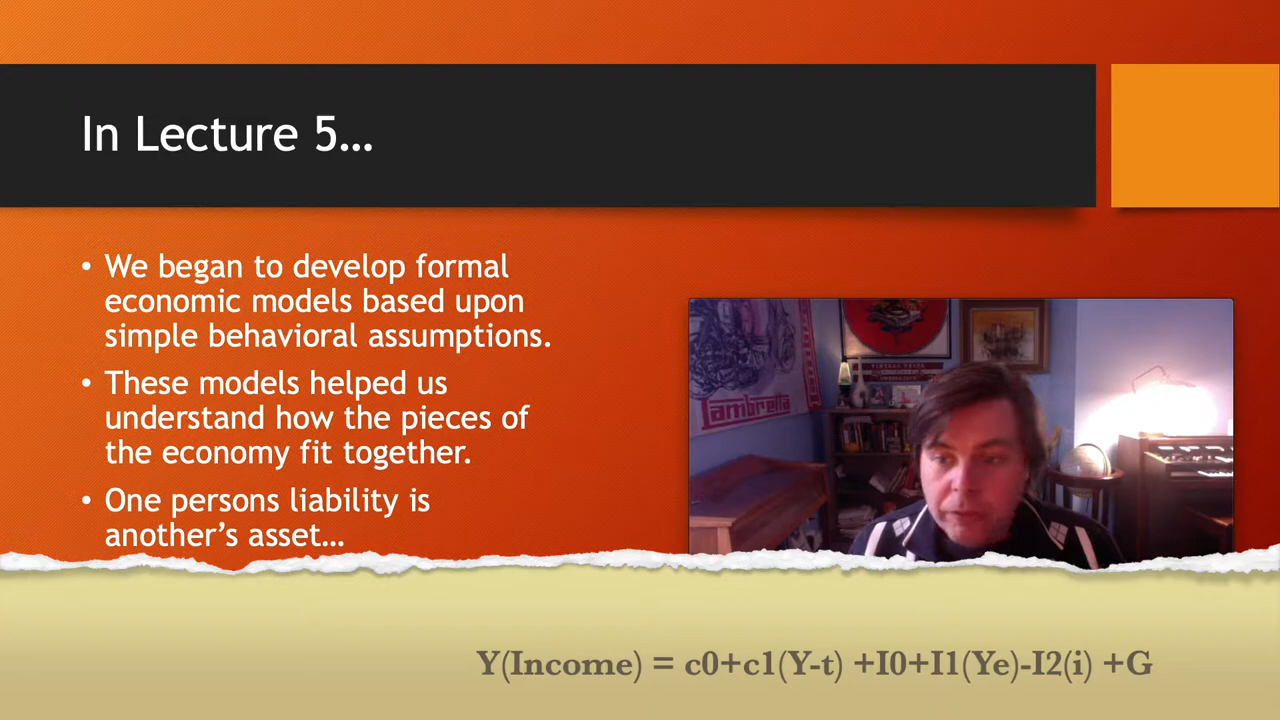 In Lecture 5…
• We began to develop formal
economic models based upon
simple behavioral assumptions.
• These models helped us
understand how the pieces of
the economy fit together.
• One persons liability is
another’s asset…
Lambretta
Y(Income) = c0+c1(Y-t) +I0+I1(Ye)-I2(i) +G